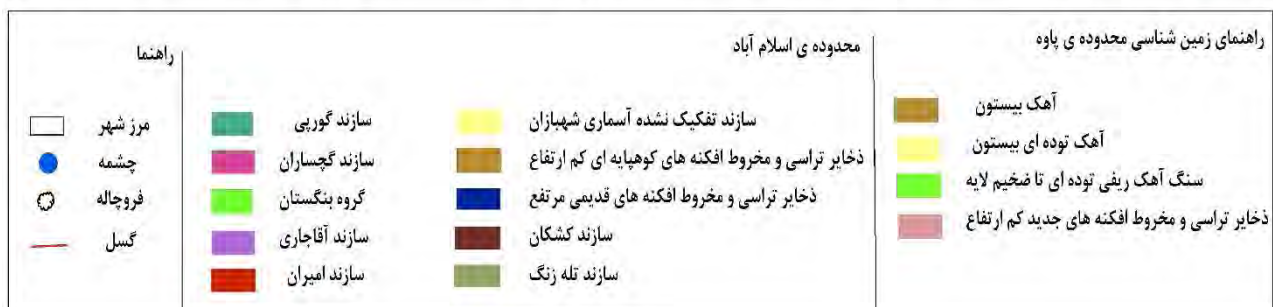 راهنمای زمین شناسی محدوده ی پاوه
آهک بیستون
آهک توده ای بیستون
سنگ آهک ریفی توده ای تا ضخیم لایه
ذخایر تراسی و مخروط افکنه های جدید کم ارتفاع
محدوده ی اسلام آباد
سازند تفکیک نشده آسماری شهبازان
ذخایر تراسی و مخروط افکنه های کوهپایه ای کم ارتفاع
ذخایر تراسی و مخروط افکنه های قدیمی مرتفع
سازند کشکان
سازند تله زنگ
سازند گورپی
سازند گچساران
گروه بنگستان
سازند آقاجاری
سازند امیران
راهنما
مرز شهر
چشمه
فروچاله
گسل